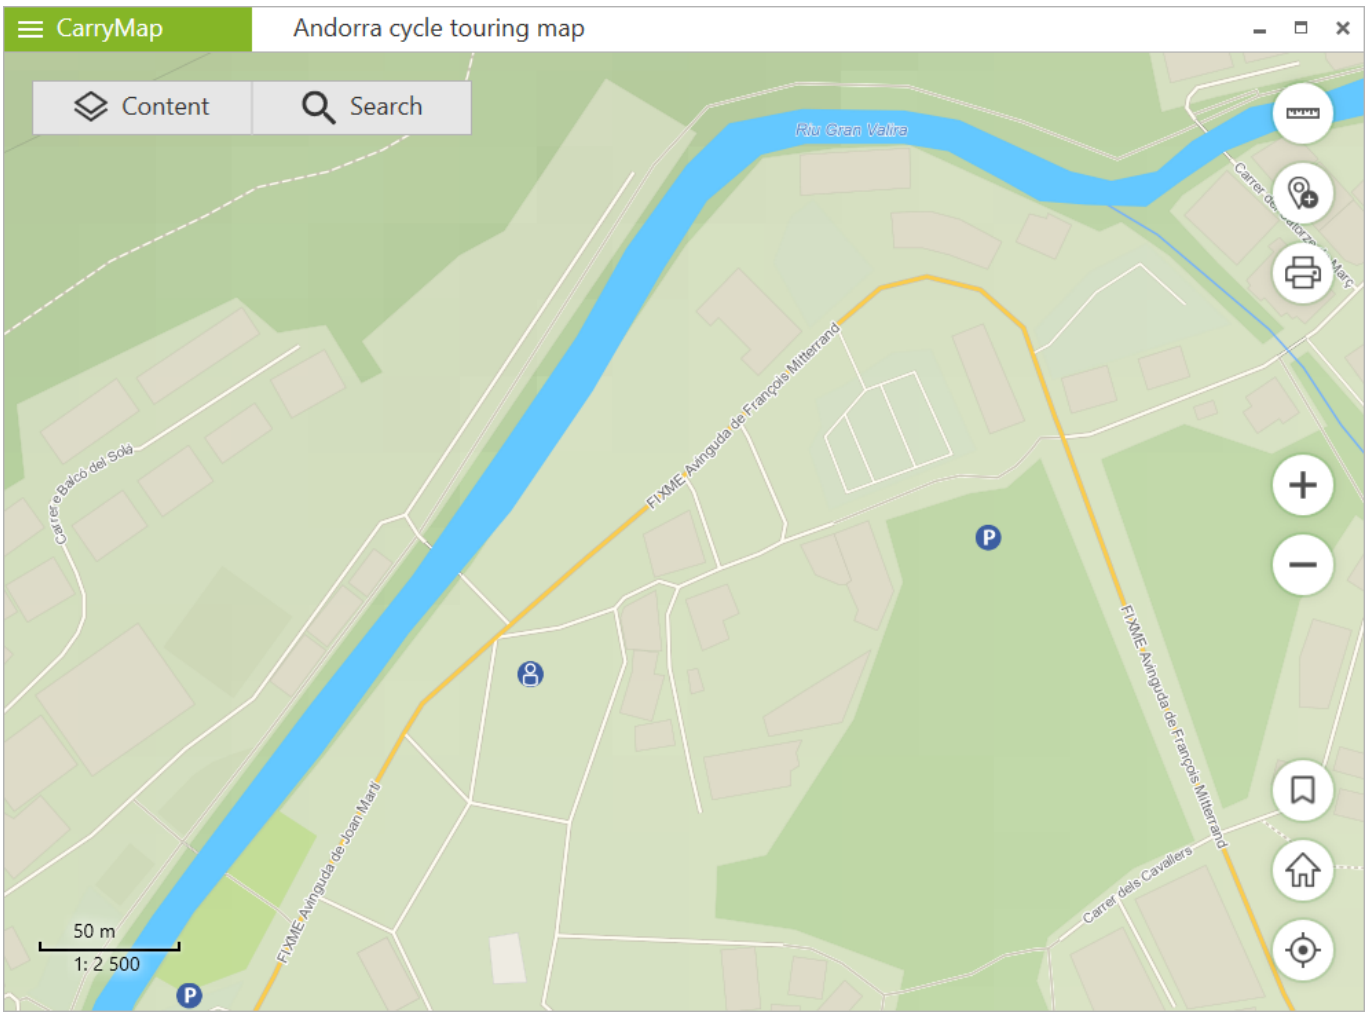 CarryMap
Andorra cycle touring map
Content
Search
Riu Gran Valira
FIXME Avinguda de François Mitterrand
Carrer e Balcó del Solá
P
FIXME Avinguda de François Mitterrand
FIXME Avinguda de Joan Martí
Carrer dels Cavallers
50 m
1: 2 500
P